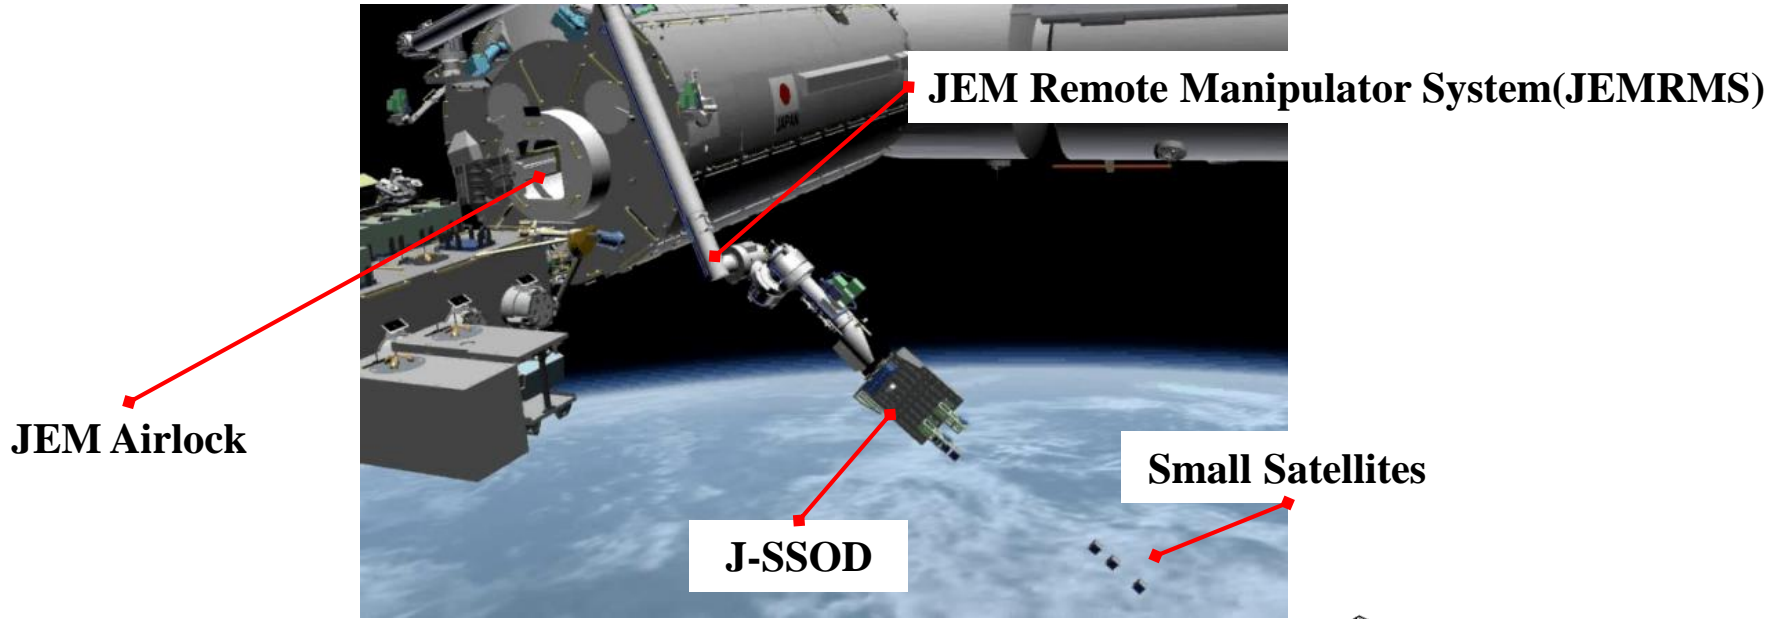 JEM Remote Manipulator System(JEMRMS)
JAPAN
JEM Airlock
Small Satellites
J-SSOD